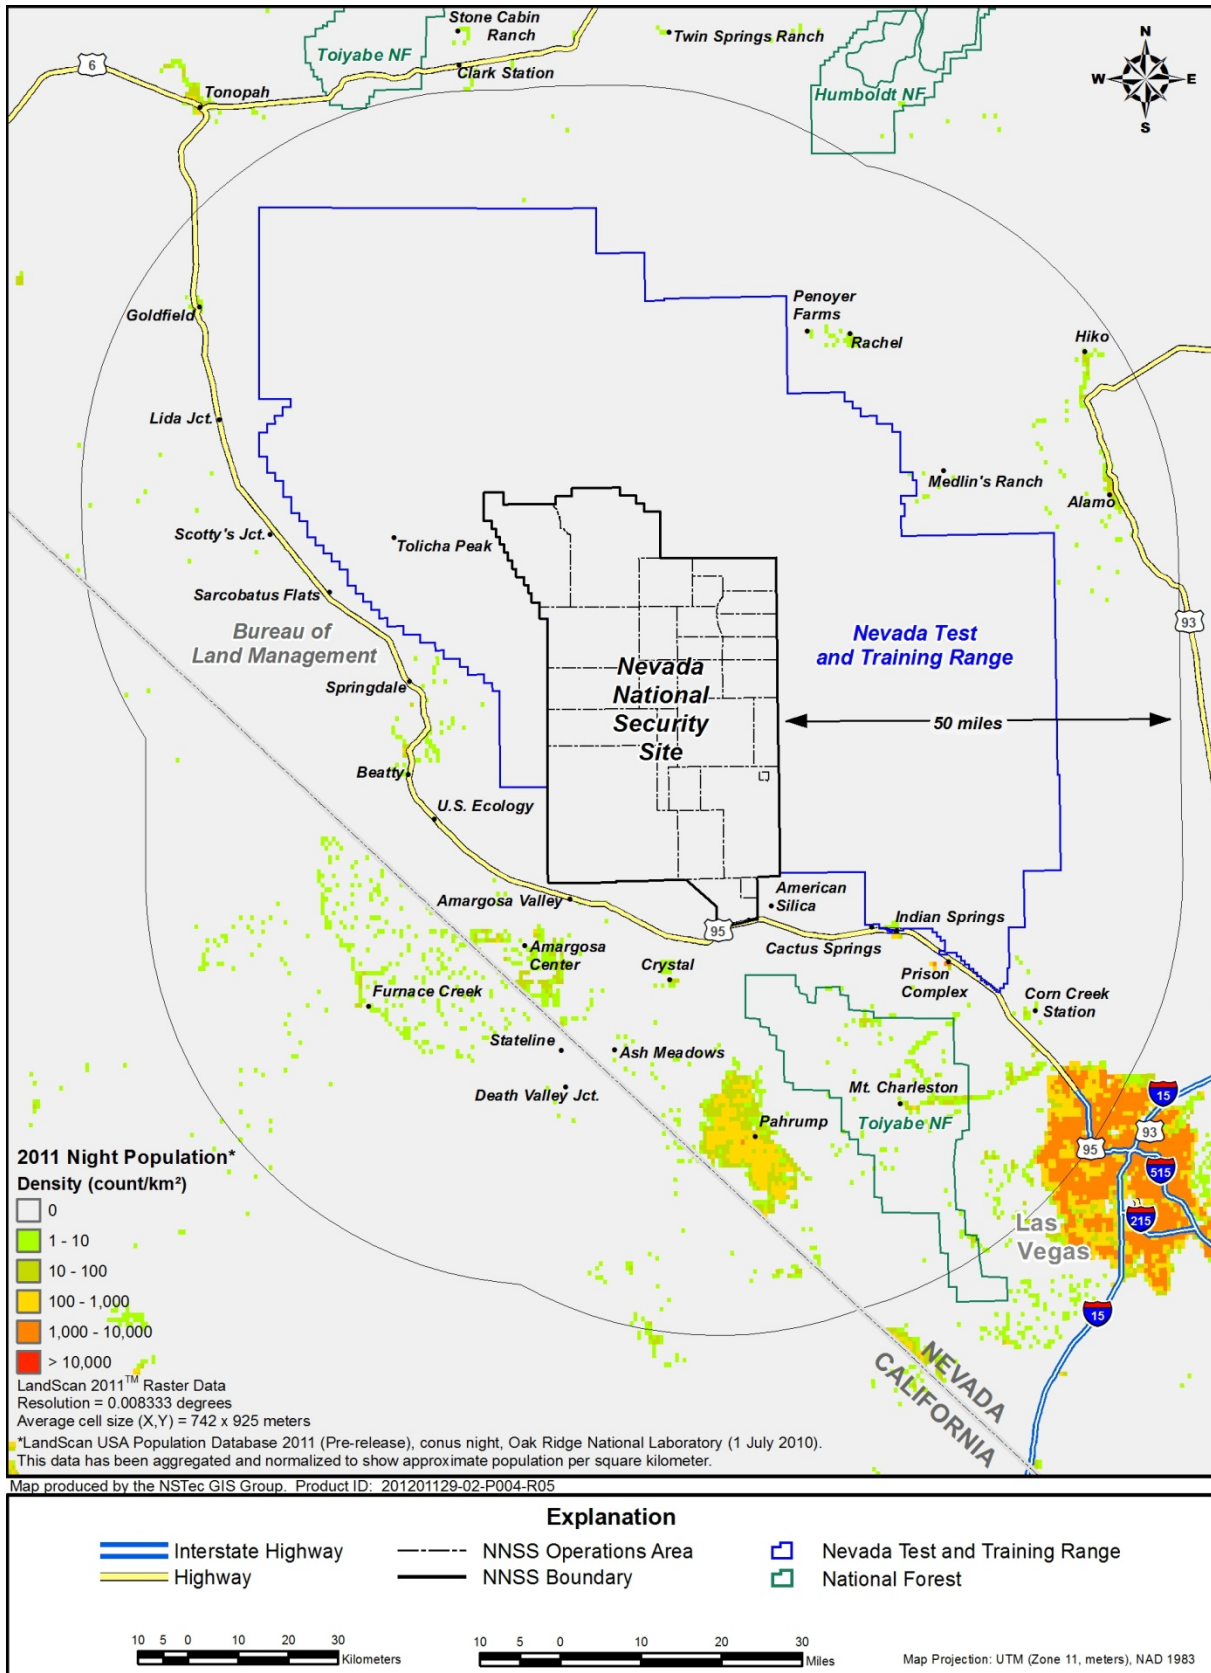 Stone Cabin
Ranch
Twin Springs Ranch
Toiyabe NF
Clark Station
6
Tonopah
Humboldt NF
N
W
E
S
Goldfield
Penoyer
Farms
Rachel
Hiko
Lida Jct.
Medlin's Ranch
Alamo
Scotty's Jct.
Tolicha Peak
Sarcobatus Flats
Bureau of
Land Management
93
Nevada Test
and Training Range
Springdale
Nevada
National
Security
Site
50 miles
Beatty
U.S. Ecology
Amargosa Valley
American
Silica
95
Indian Springs
Cactus Springs
Amargosa
Center
Crystal
Prison
Complex
Furnace Creek
Corn Creek
Station
Stateline
Ash Meadows
Death Valley Jct.
Mt. Charleston
Pahrump
Toiyabe NF
15
93
95
515
215
Las
Vegas
15
NEVADA
CALIFORNIA
2011 Night Population*
Density (count/km²)
0
1 - 10
10 - 100
100 - 1,000
1,000 - 10,000
> 10,000
LandScan 2011™ Raster Data
Resolution = 0.008333 degrees
Average cell size (X,Y) = 742 x 925 meters
*LandScan USA Population Database 2011 (Pre-release), conus night, Oak Ridge National Laboratory (1 July 2010).
This data has been aggregated and normalized to show approximate population per square kilometer.
Map produced by the NSTec GIS Group. Product ID: 201201129-02-P004-R05
Explanation
Interstate Highway
NNSS Operations Area
Nevada Test and Training Range
Highway
NNSS Boundary
National Forest
10 5 0 10 20 30
Kilometers
10 5 0 10 20 30
Miles
Map Projection: UTM (Zone 11, meters), NAD 1983